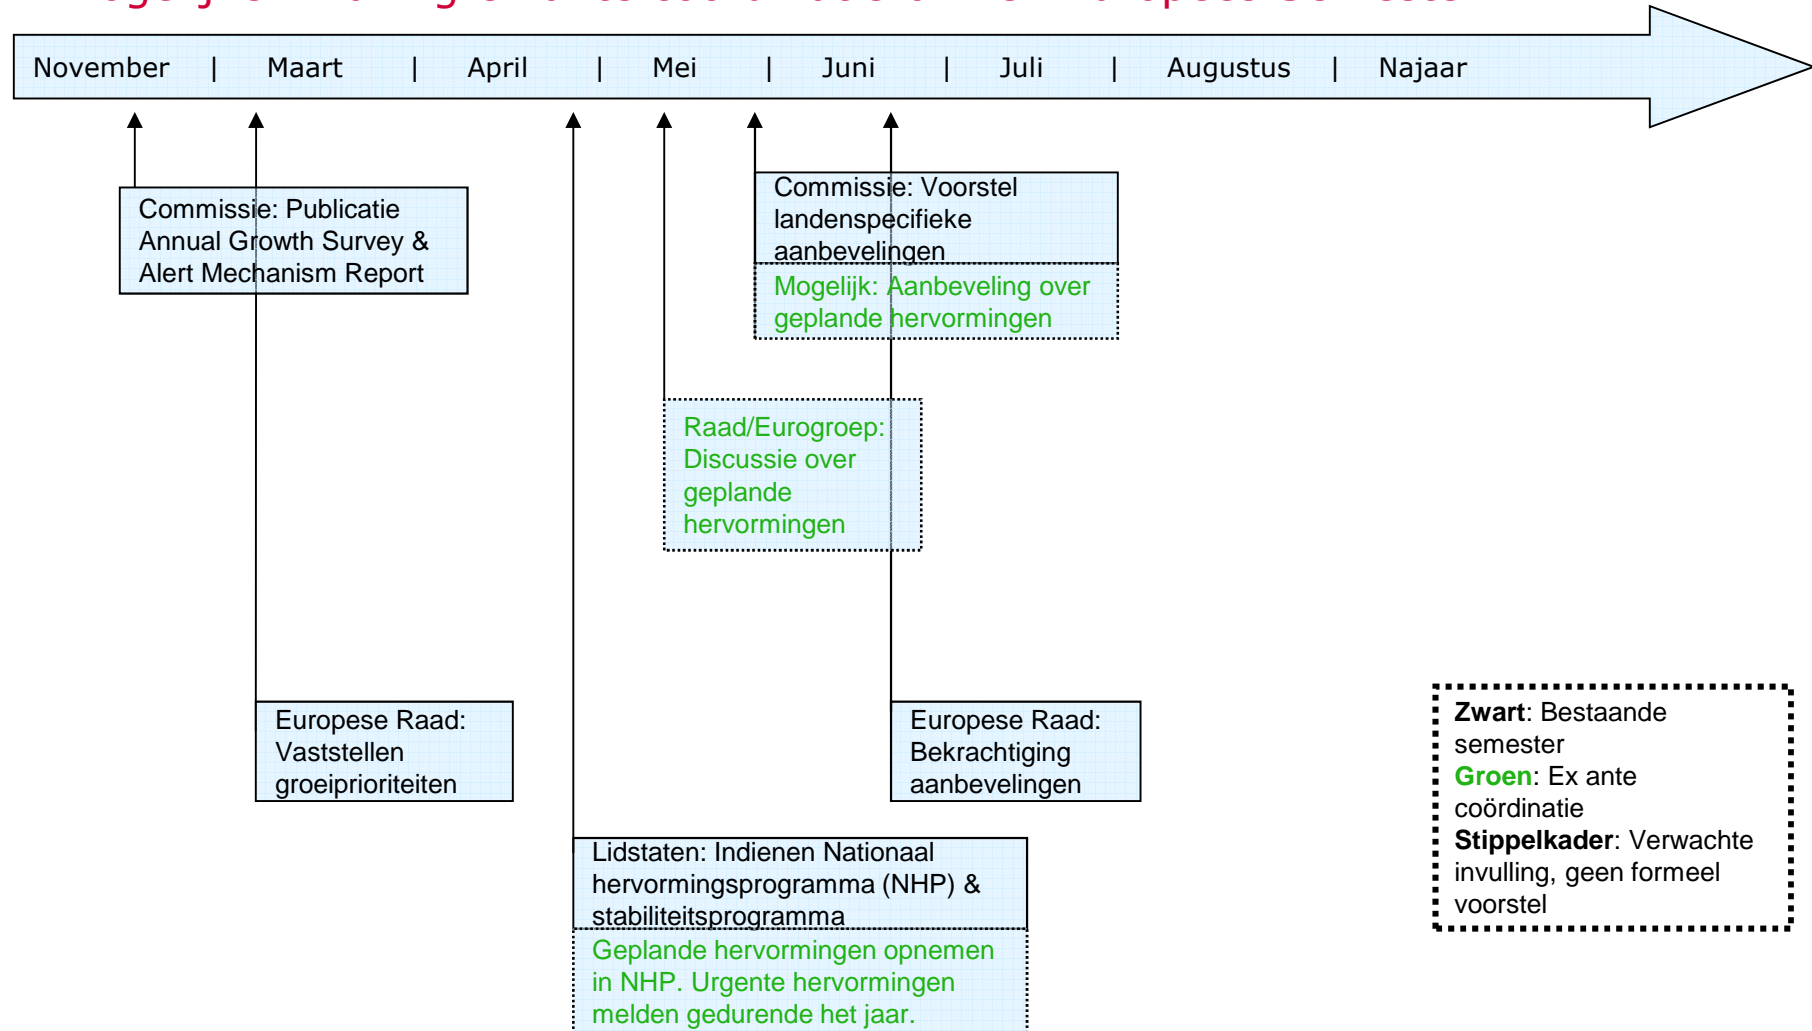 November | Maart | April | Mei | Juni | Juli | Augustus | Najaar
Commissie: Publicatie
Annual Growth Survey &
Alert Mechanism Report
Commissie: Voorstel
landenspecifieke
aanbevelingen
Mogelijk: Aanbeveling over
geplande hervormingen
Raad/Eurogroep:
Discussie over
geplande
hervormingen
Europese Raad:
Vaststellen
groeiprioriteiten
Europese Raad:
Bekrachtiging
aanbevelingen
Lidstaten: Indienen Nationaal
hervormingsprogramma (NHP) &
stabiliteitsprogramma
Geplande hervormingen opnemen
in NHP. Urgente hervormingen
melden gedurende het jaar.
Zwart: Bestaande
semester
Groen: Ex ante
coördinatie
Stippelkader: Verwachte
invulling, geen formeel
voorstel